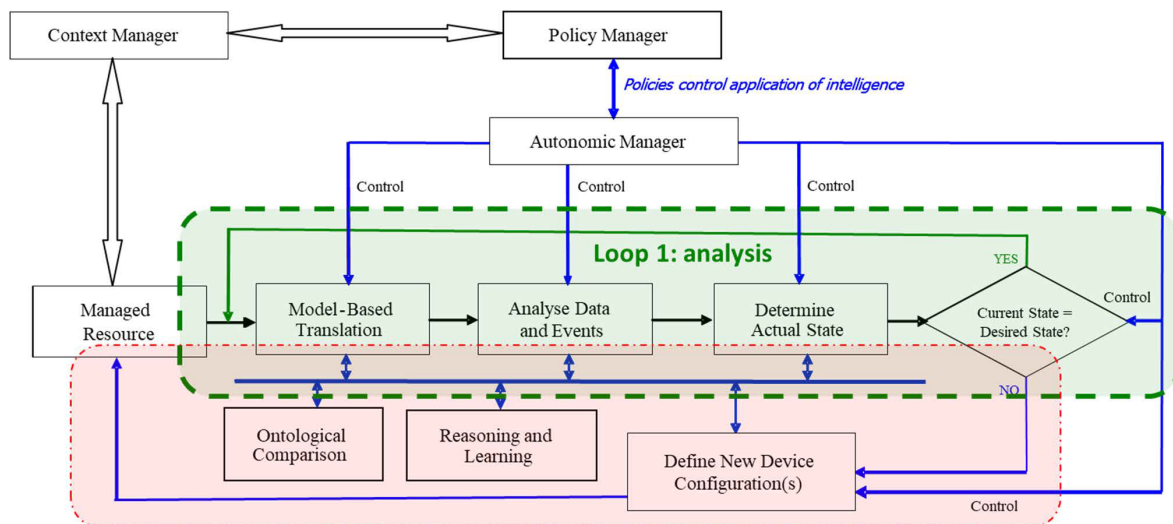 Context Manager
Policy Manager
Policies control application of intelligence
Autonomic Manager
Control
Control
Control
Loop 1: analysis
YES
Managed
Resource
Model-Based
Translation
Analyse Data
and Events
Determine
Actual State
Current State =
Desired State?
Control
NO
Ontological
Comparison
Reasoning and
Learning
Define New Device
Configuration(s)
Control